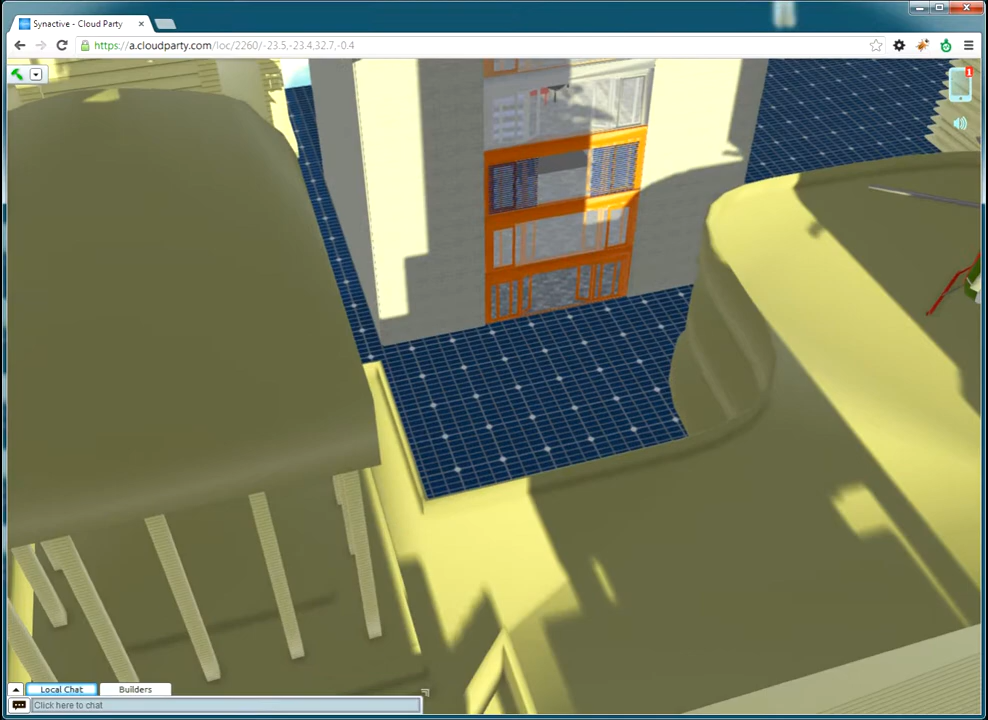 Synactive - Cloud Party
https://a.cloudparty.com/loc/2260/-23.5,-23.4,32.7,-0.4
1
Local Chat
Builders
Click here to chat